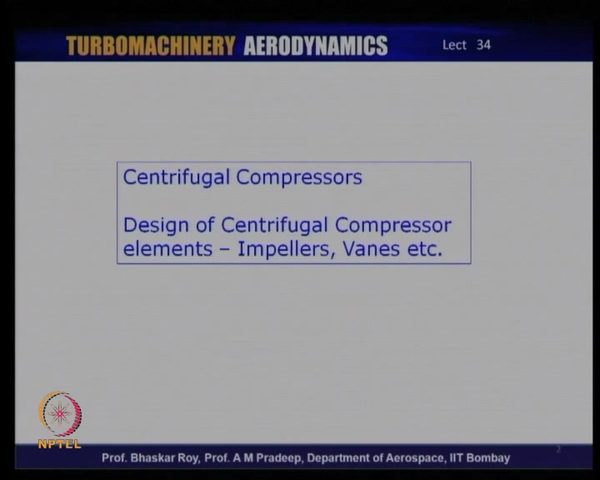 TURBOMACHINERY AERODYNAMICS Lect 34
Centrifugal Compressors
Design of Centrifugal Compressor
elements – Impellers, Vanes etc.
NPTEL
Prof. Bhaskar Roy, Prof. A M Pradeep, Department of Aerospace, IIT Bombay
2